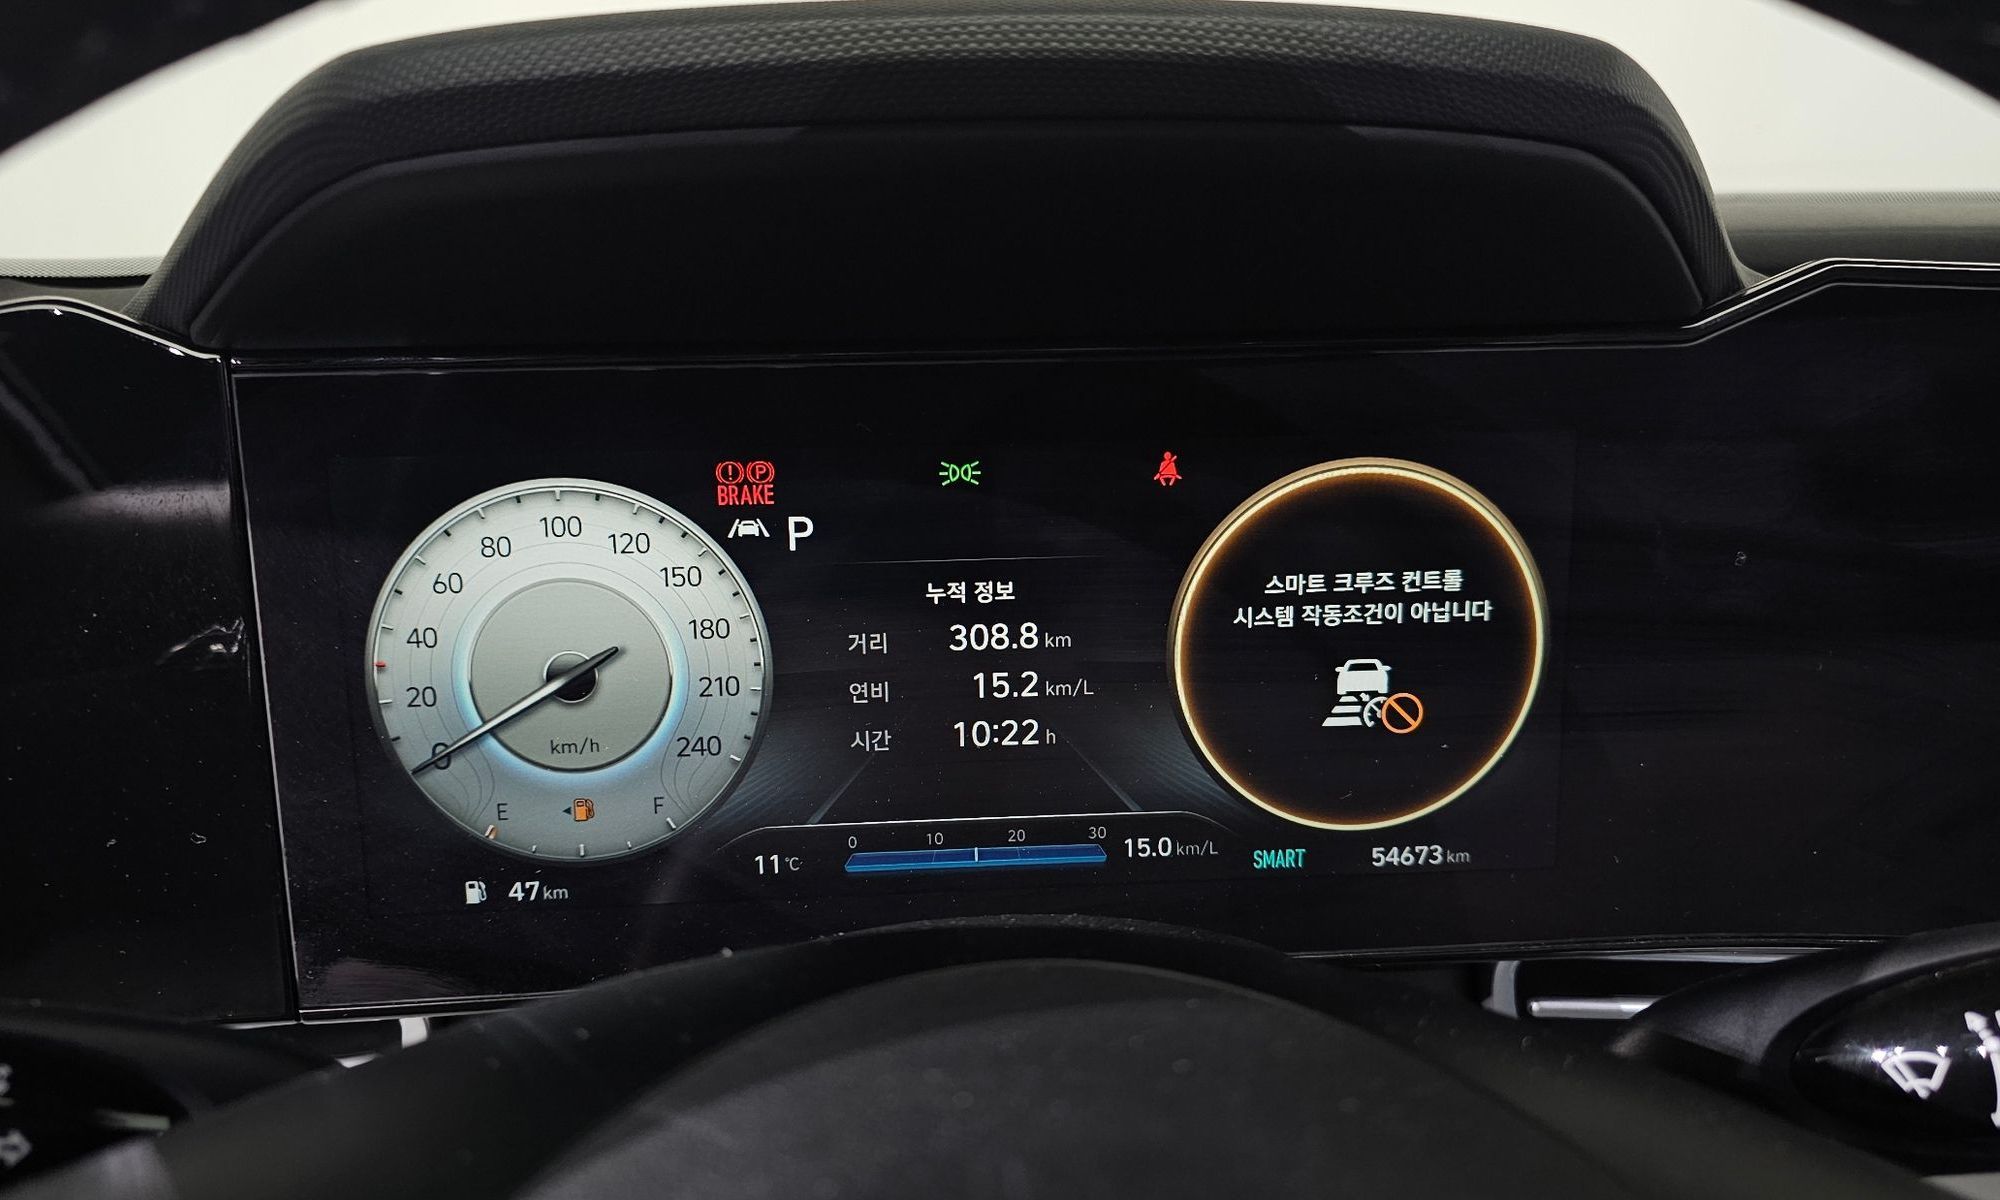 BRAKE
P
100
80
120
60
150
40
180
20
210
0
240
km/h
E
F
47 km
누적 정보
거리 308.8 km
연비 15.2 km/L
시간 10:22 h
스마트 크루즈 컨트롤
시스템 작동조건이 아닙니다
0 10 20 30
11 ℃
15.0 km/L
SMART
54673 km